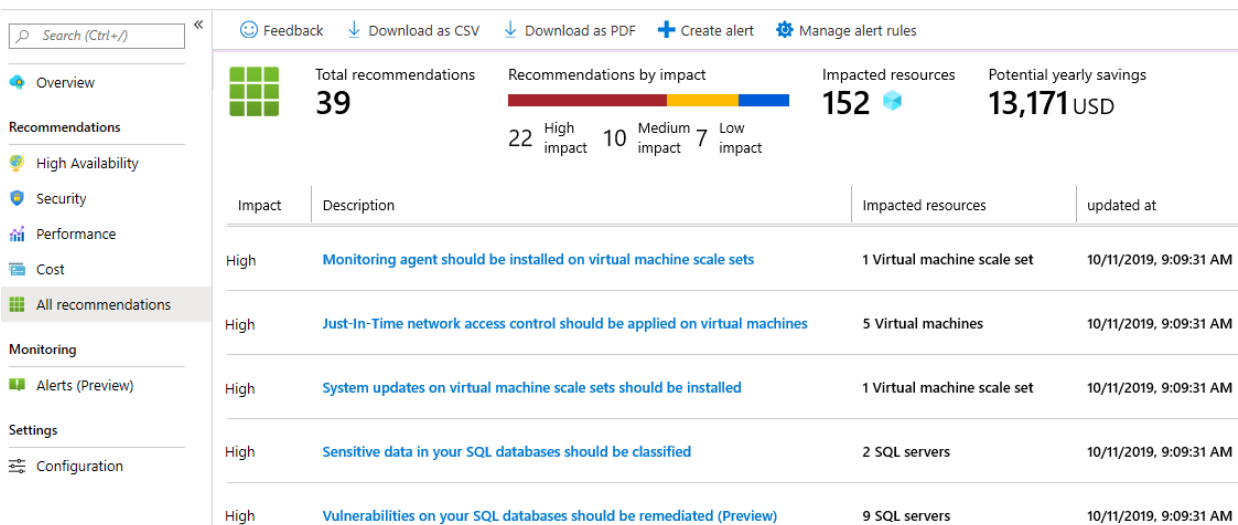 Search (Ctrl+/)
«
Overview
Recommendations
High Availability
Security
Performance
Cost
All recommendations
Monitoring
Alerts (Preview)
Settings
Configuration
Feedback
Download as CSV
Download as PDF
Create alert
Manage alert rules
Total recommendations
39
Recommendations by impact
22 High impact
10 Medium impact
7 Low impact
Impacted resources
152
Potential yearly savings
13,171 USD
Impact Description Impacted resources updated at
High Monitoring agent should be installed on virtual machine scale sets 1 Virtual machine scale set 10/11/2019, 9:09:31 AM
High Just-In-Time network access control should be applied on virtual machines 5 Virtual machines 10/11/2019, 9:09:31 AM
High System updates on virtual machine scale sets should be installed 1 Virtual machine scale set 10/11/2019, 9:09:31 AM
High Sensitive data in your SQL databases should be classified 2 SQL servers 10/11/2019, 9:09:31 AM
High Vulnerabilities on your SQL databases should be remediated (Preview) 9 SQL servers 10/11/2019, 9:09:31 AM